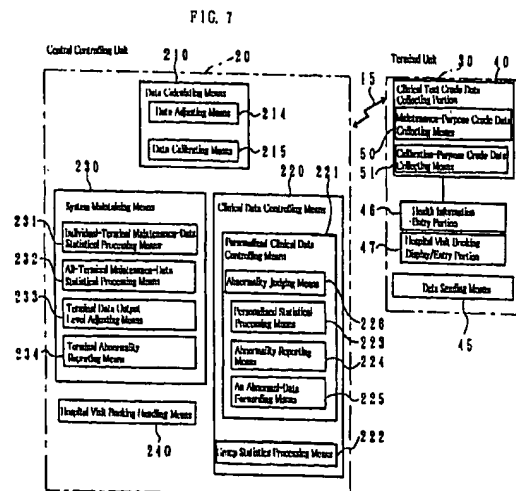 FIG. 7
Central Controlling Unit
20
210
Data Calculating Means
Data Adjusting Means
214
Data Calibrating Means
215
230
System Maintaining Means
231
Individual-Terminal Maintenance-Data
Statistical Processing Means
232
All-Terminal Maintenance-Data
Statistical Processing Means
233
Terminal Data Output
Level Adjusting Means
234
Terminal Abnormality
Reporting Means
Hospital Visit Booking Handling Means
240
220
221
Clinical Data Controlling Means
Personalized Clinical Data
Controlling Means
Abnormality Judging Means
226
Personalized Statistical
Processing Means
223
Abnormality Reporting
Means
224
An Abnormal-Data
Forwarding Means
225
Group Statistics Processing Means
222
15
Terminal Unit
30
40
Clinical Test Crude Data
Collecting Portion
Maintenance-Purpose Crude Data
Collecting Means
50
Calibration-Purpose Crude Data
Collecting Means
51
46
Health Information
Entry Portion
47
Hospital Visit Booking
Display/Entry Portion
Data Sending Means
45